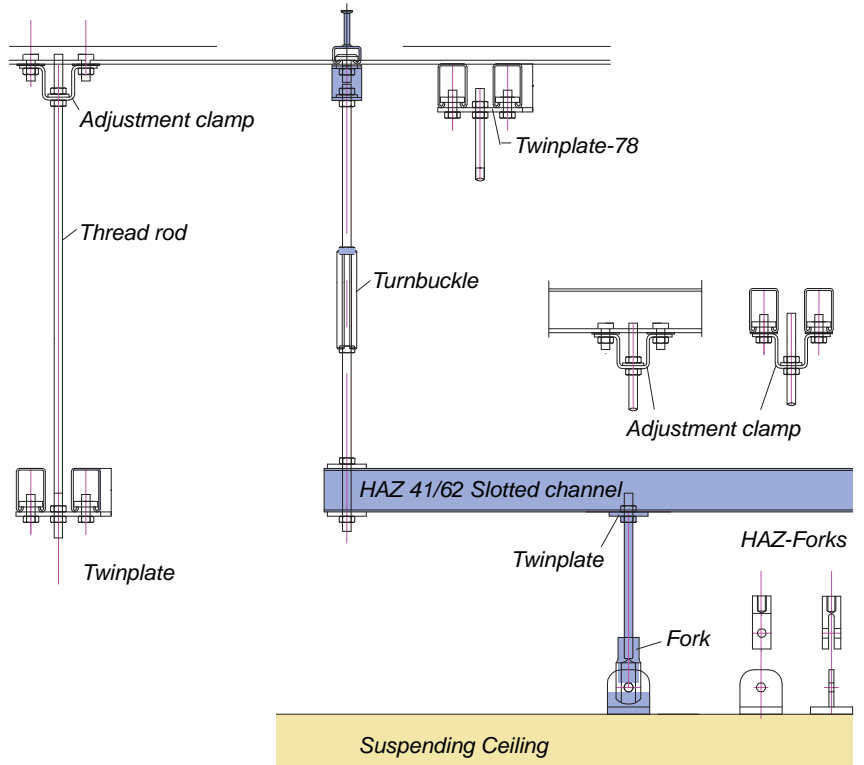 Adjustment clamp
Twinplate-78
Thread rod
Turnbuckle
Adjustment clamp
HAZ 41/62 Slotted channel
Twinplate
HAZ-Forks
Twinplate
Fork
Suspending Ceiling